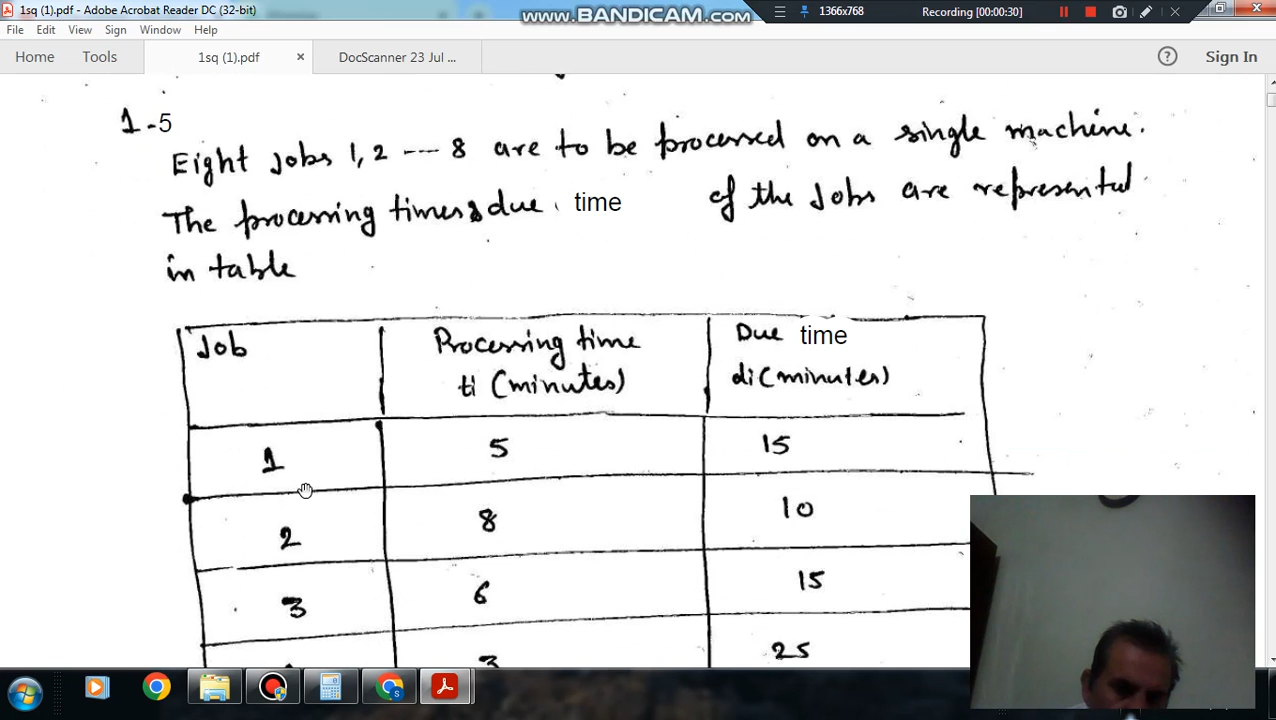 1sq (1).pdf - Adobe Acrobat Reader DC (32-bit)
www.BANDICAM.com
1366x768
Recording [00:00:30]
File Edit View Sign Window Help
Home Tools 1sq (1).pdf × DocScanner 23 Jul ... ? Sign In
1-5
Eight Jobs 1, 2 --- 8 are to be processed on a single machine.
The processing times & due time of the Jobs are represented
in table
Job Processing time Due time
ti (minutes) di (minutes)
1 5 15
2 8 10
3 6 15
3 25